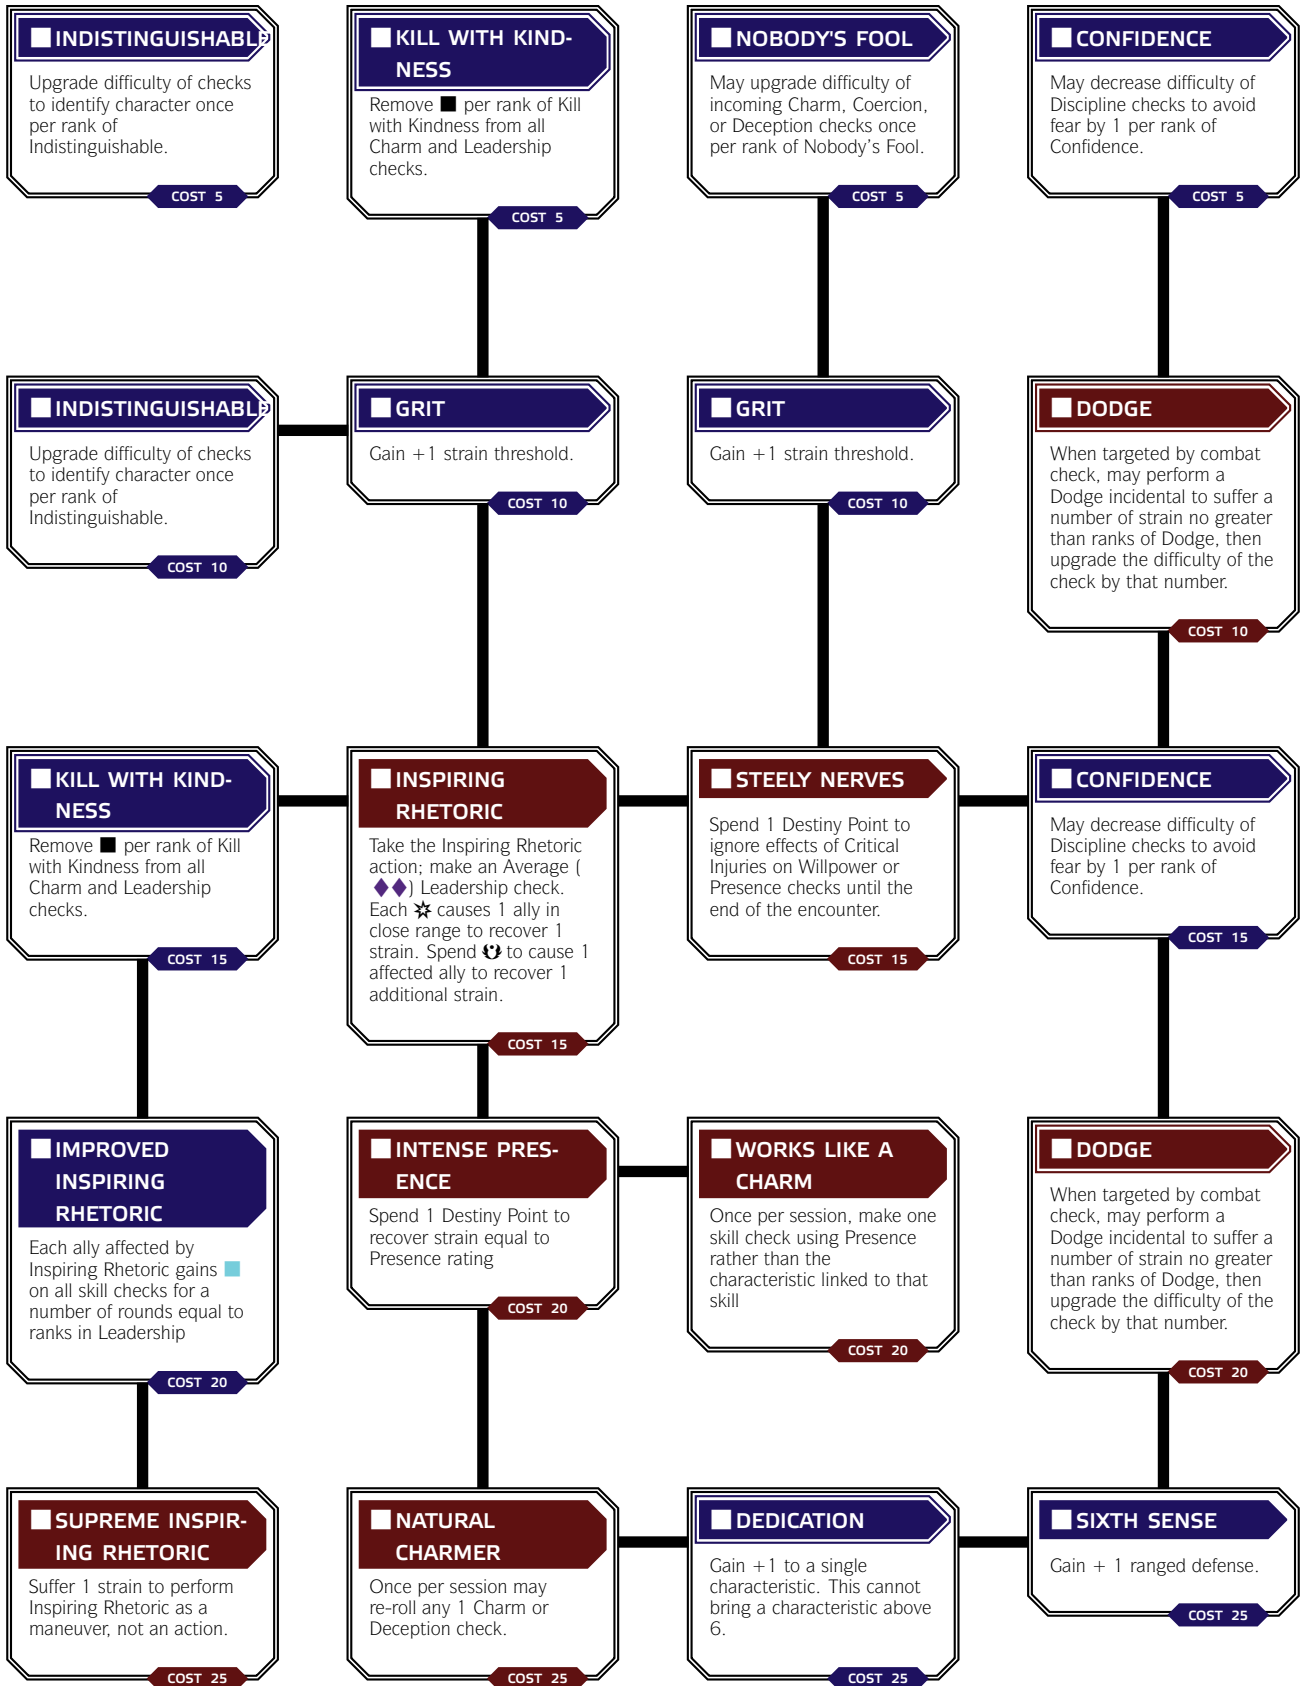 INDISTINGUISHABLE
Upgrade difficulty of checks
to identify character once
per rank of
Indistinguishable.
COST 5
KILL WITH KIND-
NESS
Remove ■ per rank of Kill
with Kindness from all
Charm and Leadership
checks.
COST 5
NOBODY'S FOOL
May upgrade difficulty of
incoming Charm, Coercion,
or Deception checks once
per rank of Nobody's Fool.
COST 5
CONFIDENCE
May decrease difficulty of
Discipline checks to avoid
fear by 1 per rank of
Confidence.
COST 5
INDISTINGUISHABLE
Upgrade difficulty of checks
to identify character once
per rank of
Indistinguishable.
COST 10
GRIT
Gain +1 strain threshold.
COST 10
GRIT
Gain +1 strain threshold.
COST 10
DODGE
When targeted by combat
check, may perform a
Dodge incidental to suffer a
number of strain no greater
than ranks of Dodge, then
upgrade the difficulty of the
check by that number.
COST 10
KILL WITH KIND-
NESS
Remove ■ per rank of Kill
with Kindness from all
Charm and Leadership
checks.
COST 15
INSPIRING
RHETORIC
Take the Inspiring Rhetoric
action; make an Average (
◆◆) Leadership check.
Each causes 1 ally in
close range to recover 1
strain. Spend to cause 1
affected ally to recover 1
additional strain.
COST 15
STEELY NERVES
Spend 1 Destiny Point to
ignore effects of Critical
Injuries on Willpower or
Presence checks until the
end of the encounter.
COST 15
CONFIDENCE
May decrease difficulty of
Discipline checks to avoid
fear by 1 per rank of
Confidence.
COST 15
IMPROVED
INSPIRING
RHETORIC
Each ally affected by
Inspiring Rhetoric gains ■
on all skill checks for a
number of rounds equal to
ranks in Leadership
COST 20
INTENSE PRES-
ENCE
Spend 1 Destiny Point to
recover strain equal to
Presence rating
COST 20
WORKS LIKE A
CHARM
Once per session, make one
skill check using Presence
rather than the
characteristic linked to that
skill
COST 20
DODGE
When targeted by combat
check, may perform a
Dodge incidental to suffer a
number of strain no greater
than ranks of Dodge, then
upgrade the difficulty of the
check by that number.
COST 20
SUPREME INSPIR-
ING RHETORIC
Suffer 1 strain to perform
Inspiring Rhetoric as a
maneuver, not an action.
COST 25
NATURAL
CHARMER
Once per session may
re-roll any 1 Charm or
Deception check.
COST 25
DEDICATION
Gain +1 to a single
characteristic. This cannot
bring a characteristic above
6.
COST 25
SIXTH SENSE
Gain + 1 ranged defense.
COST 25